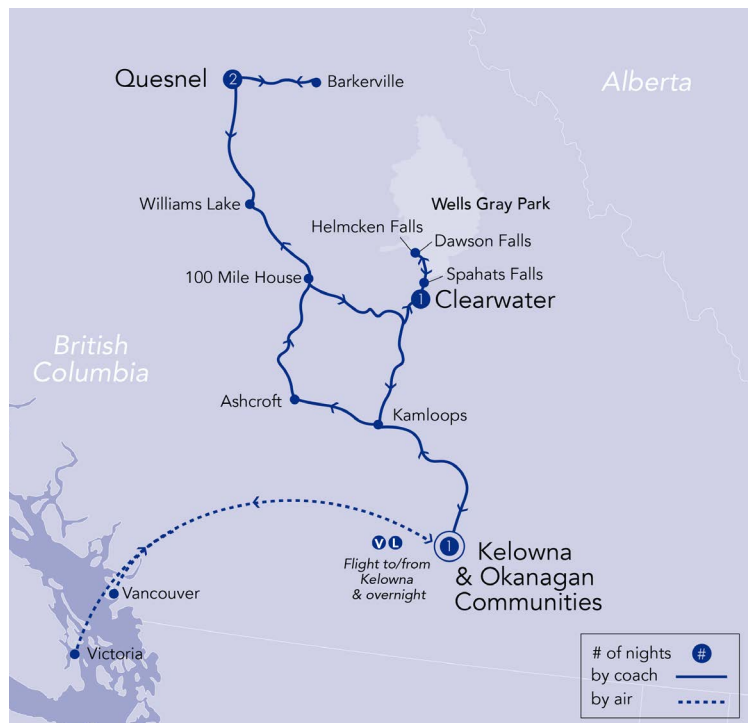 Quesnel
2
Barkerville
Alberta
Williams Lake
Wells Gray Park
Helmcken Falls
Dawson Falls
100 Mile House
Spahats Falls
1
Clearwater
British
Columbia
Ashcroft
Kamloops
V L
Flight to/from
Kelowna
& overnight
1
Kelowna
& Okanagan
Communities
Vancouver
Victoria
# of nights #
by coach
by air